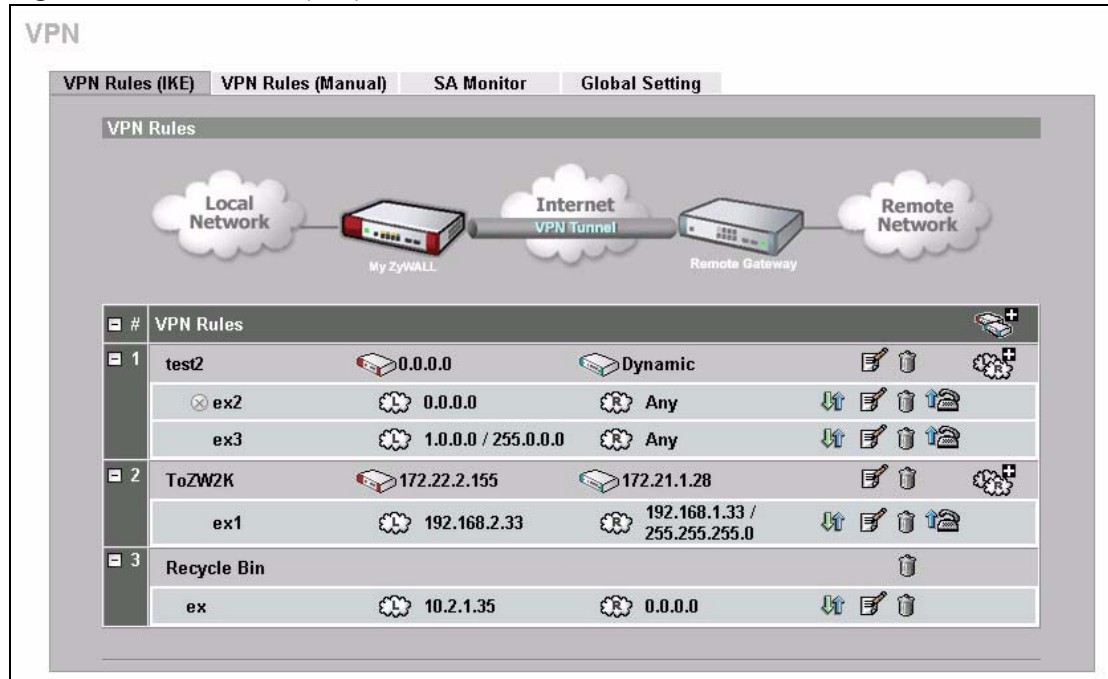 VPN
VPN Rules (IKE) VPN Rules (Manual) SA Monitor Global Setting
VPN Rules
Local Network
Internet
VPN Tunnel
Remote Network
My ZyWALL
Remote Gateway
# VPN Rules
1 test2 0.0.0.0 Dynamic
ex2 L 0.0.0.0 R Any
ex3 L 1.0.0.0 / 255.0.0.0 R Any
2 ToZW2K 172.22.2.155 172.21.1.28
ex1 L 192.168.2.33 R 192.168.1.33 / 255.255.255.0
3 Recycle Bin
ex L 10.2.1.35 R 0.0.0.0